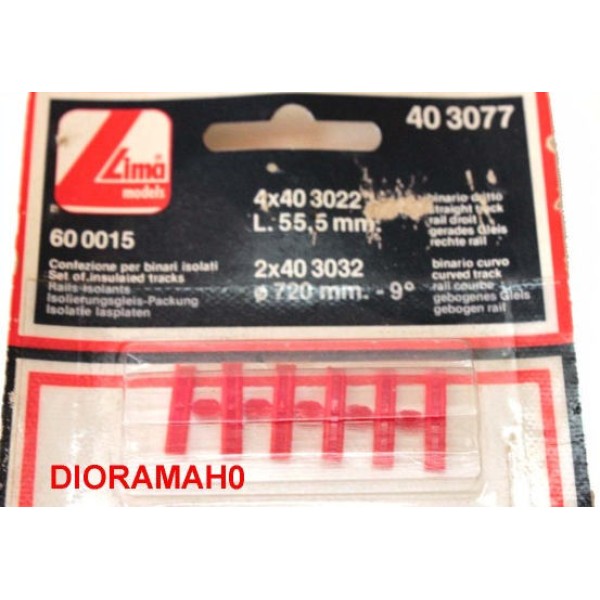 Lima
models
40 3077
4x40 3022
L. 55,5 mm.
binario dritto
straight track
rail droit
gerades Gleis
rechte rail
60 0015
Confezione per binari isolati
Set of insulated tracks
Rails-isolants
Isolierungsgleis-Packung
Isolatie lasplaten
2x40 3032
ø 720 mm. - 9°
binario curvo
curved track
rail courbe
gebogenes Gleis
gebogen rail
DIORAMAH0